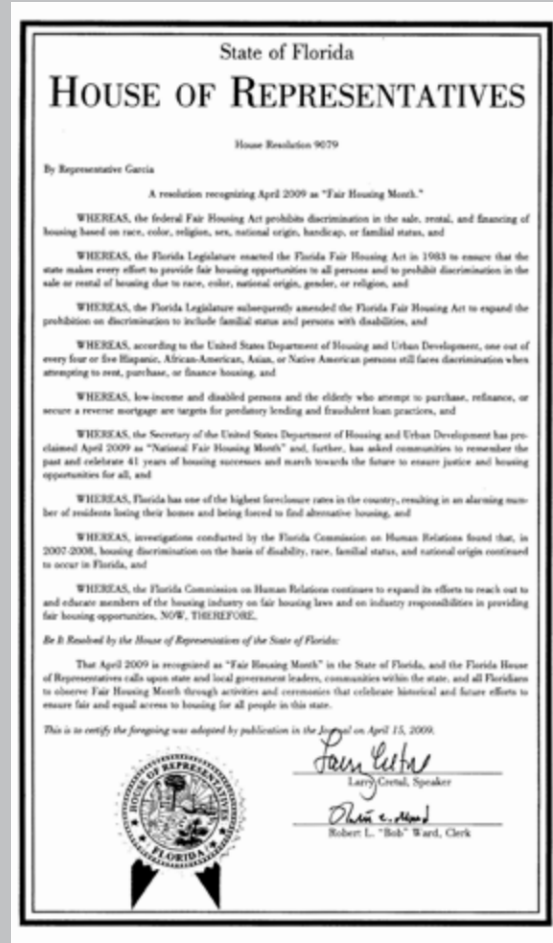 State of Florida
HOUSE OF REPRESENTATIVES
House Resolution 9079
By Representative Garcia
A resolution recognizing April 2009 as “Fair Housing Month.”
WHEREAS, the federal Fair Housing Act prohibits discrimination in the sale, rental, and financing of
housing based on race, color, religion, sex, national origin, handicap, or familial status, and
WHEREAS, the Florida Legislature enacted the Florida Fair Housing Act in 1983 to ensure that the
state makes every effort to provide fair housing opportunities to all persons and to prohibit discrimination in the
sale or rental of housing due to race, color, national origin, gender, or religion, and
WHEREAS, the Florida Legislature subsequently amended the Florida Fair Housing Act to expand the
prohibition on discrimination to include familial status and persons with disabilities, and
WHEREAS, according to the United States Department of Housing and Urban Development, one out of
every four or five Hispanic, African-American, Asian, or Native American persons still faces discrimination when
attempting to rent, purchase, or finance housing, and
WHEREAS, low-income and disabled persons and the elderly who attempt to purchase, refinance, or
secure a reverse mortgage are targets for predatory lending and fraudulent loan practices, and
WHEREAS, the Secretary of the United States Department of Housing and Urban Development has pro-
claimed April 2009 as “National Fair Housing Month” and, further, has asked communities to remember the
past and celebrate 41 years of housing successes and march towards the future to ensure justice and housing
opportunities for all, and
WHEREAS, Florida has one of the highest foreclosure rates in the country, resulting in an alarming num-
ber of residents losing their homes and being forced to find alternative housing, and
WHEREAS, investigations conducted by the Florida Commission on Human Relations found that, in
2007-2008, housing discrimination on the basis of disability, race, familial status, and national origin continued
to occur in Florida, and
WHEREAS, the Florida Commission on Human Relations continues to expand its efforts to reach out to
and educate members of the housing industry on fair housing laws and on industry responsibilities in providing
fair housing opportunities, NOW, THEREFORE,
Be It Resolved by the House of Representatives of the State of Florida:
That April 2009 is recognized as “Fair Housing Month” in the State of Florida, and the Florida House
of Representatives calls upon state and local government leaders, communities within the state, and all Floridians
to observe Fair Housing Month through activities and ceremonies that celebrate historical and future efforts to
ensure fair and equal access to housing for all people in this state.
This is to certify the foregoing was adopted by publication in the Journal on April 15, 2009.
Larry Cretul, Speaker
Robert L. “Bob” Ward, Clerk
HOUSE OF REPRESENTATIVES
FLORIDA